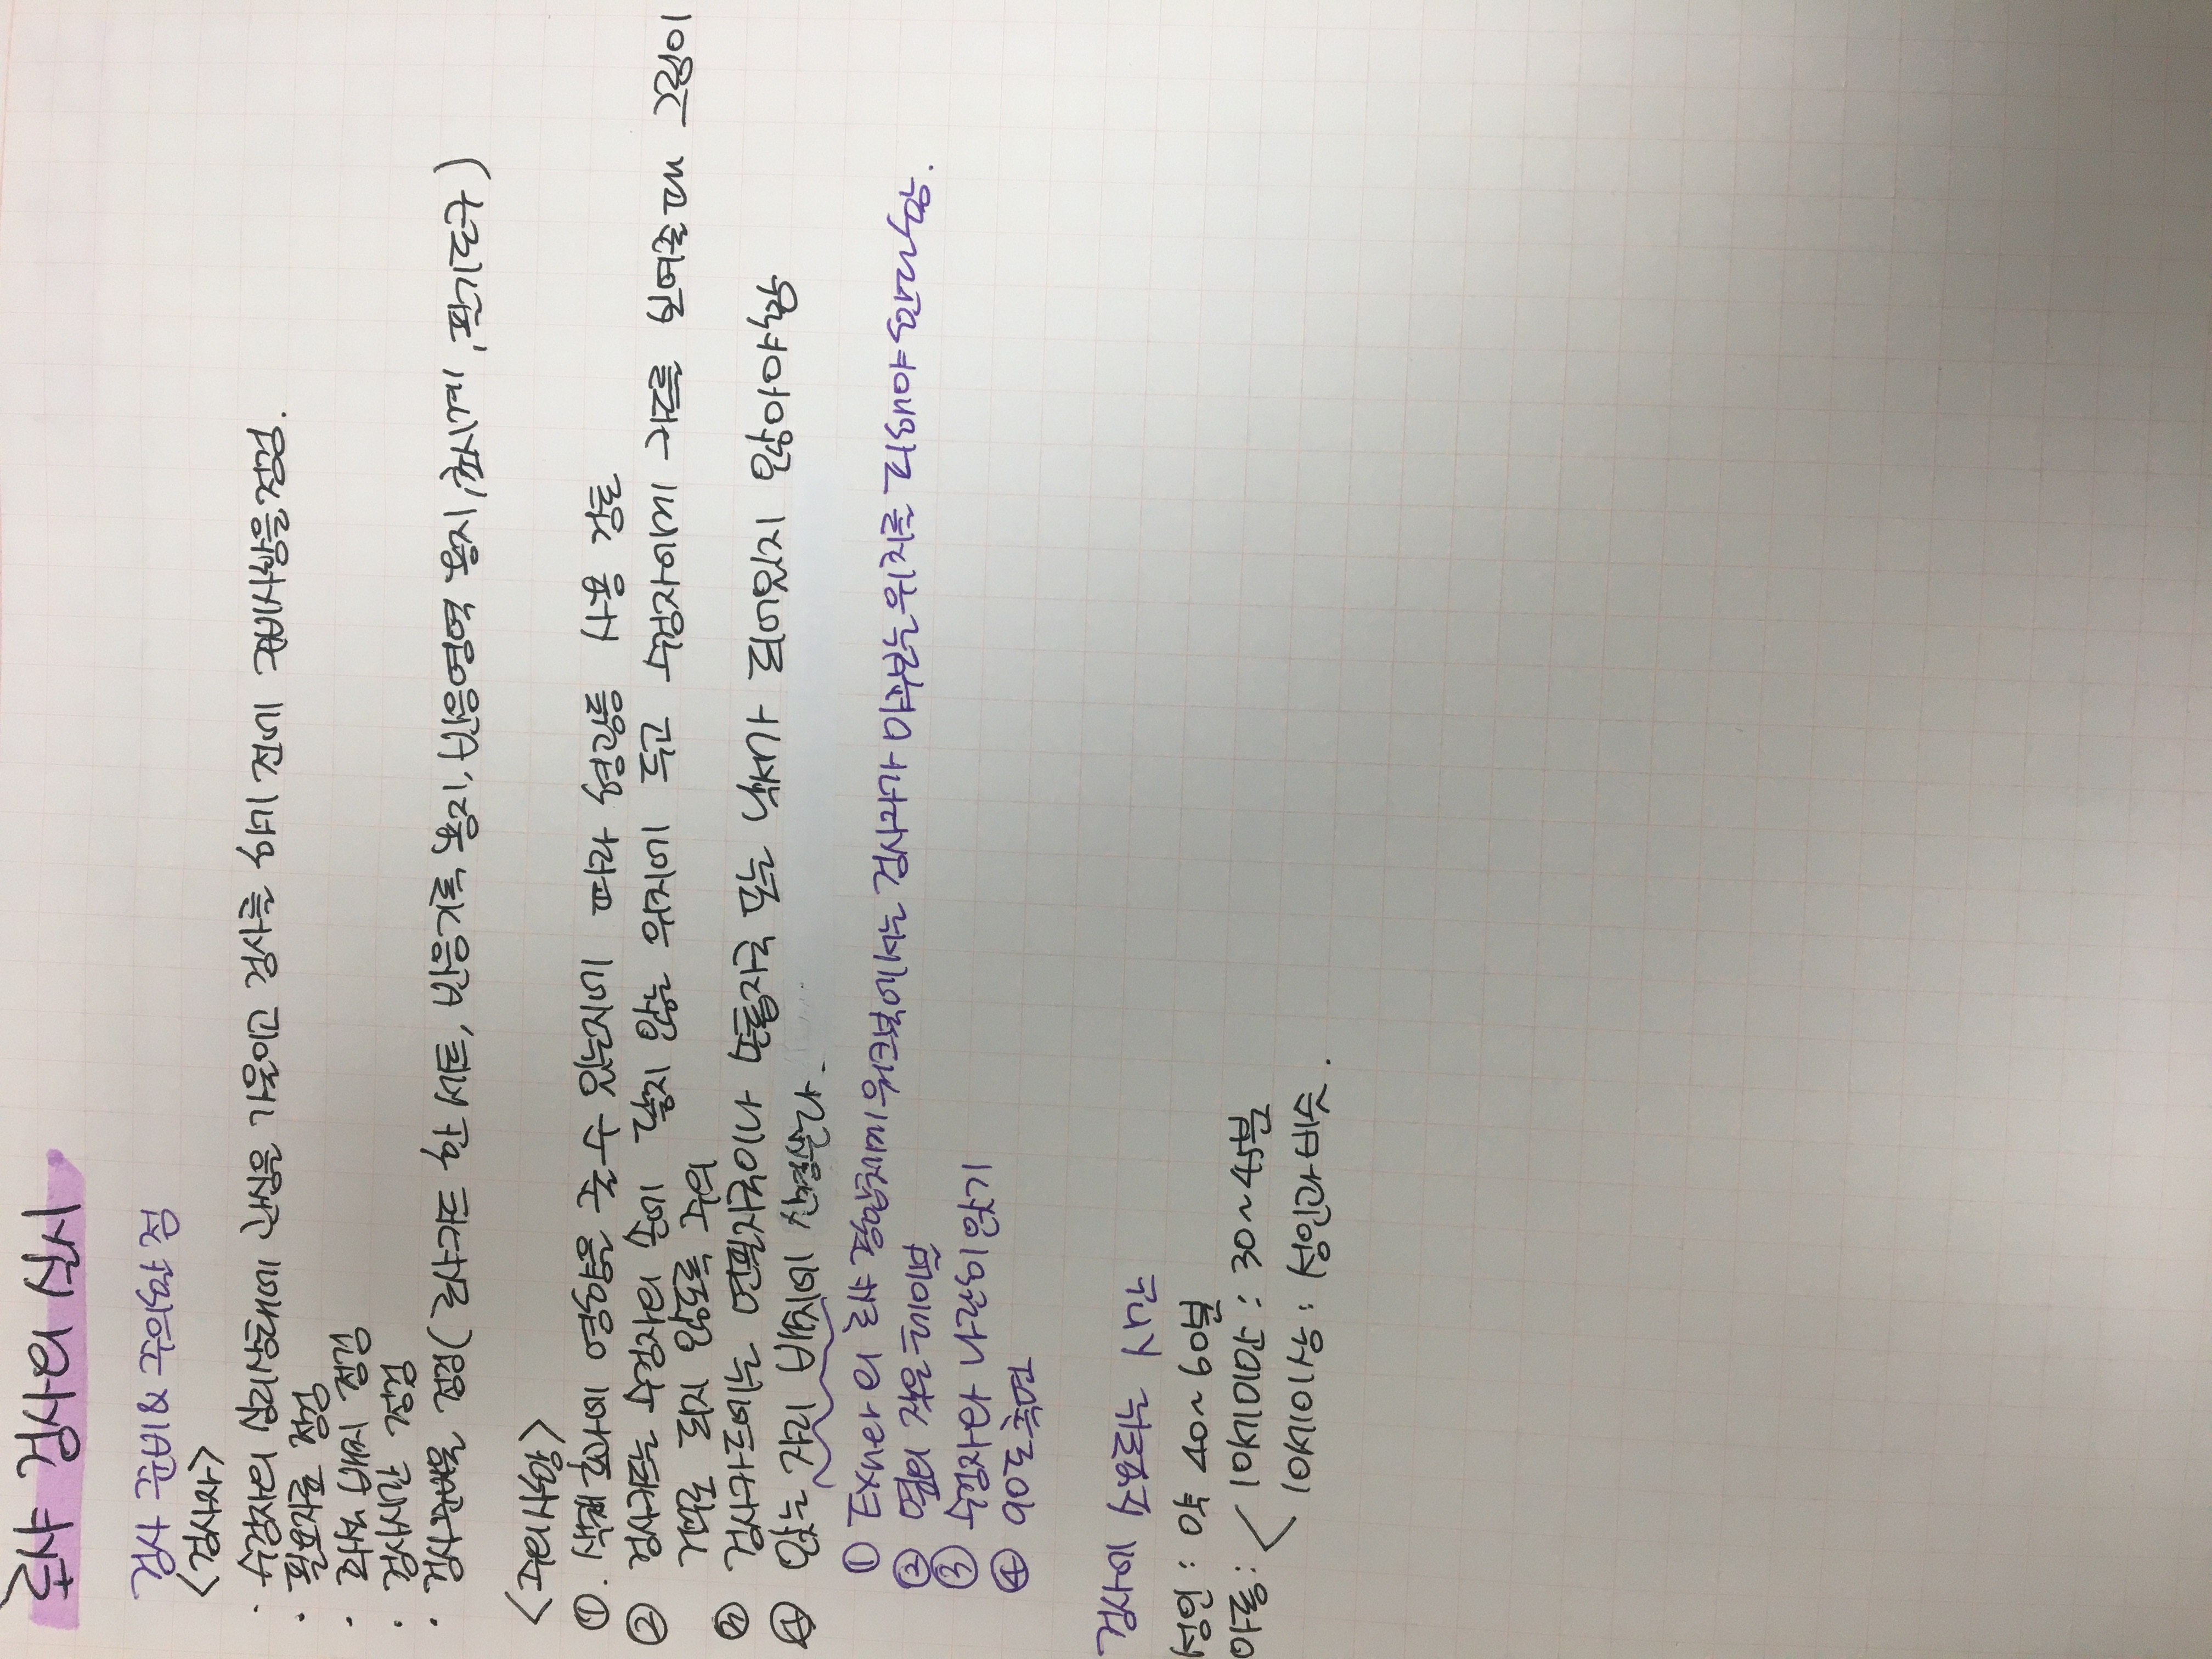 로샤 검사의 실시
검사 준비 & 주의할 점
<검사자>
· 수검자의 심리상태에 관심을 기울이고 검사를 하기 전에 준비사항을 점검.
· 필요자료 점검
· 좌석 배치 점검
· 검사시간 점검
· 검사준비물 점검( 로샤카드 한 세트, 반응기록 용지, 반응영역 용지, 초시계, 필기도구 )
<주의사항>
①. 색채효과에 영향을 줄 수 있는지에 따라 형광등 사용 검토
② 검사카드는 수검자의 손에 닿지 않는 위치에 두고 수검자에게 카드를 보여줄 때 그림이
거꾸로 되지 않도록 주의
③ 검사카드에는 연필자국이나 손톱자국 또는 낙서가 되어있지 않아야함
④ 앉는 자리 배치에 신경쓴다.
① Exner의 로샤 종합체계 워크북에서는 검사자가 마주보는 위치를 피해야 한다함.
② 옆의 작은 테이블
③ 수검자와 나란히 앉기
④ 90도 측면
검사에 소요되는 시간
성인 : 약 40~60분
아동 : < 10세미만 : 30~45분
10세이상 : 성인과 비슷.